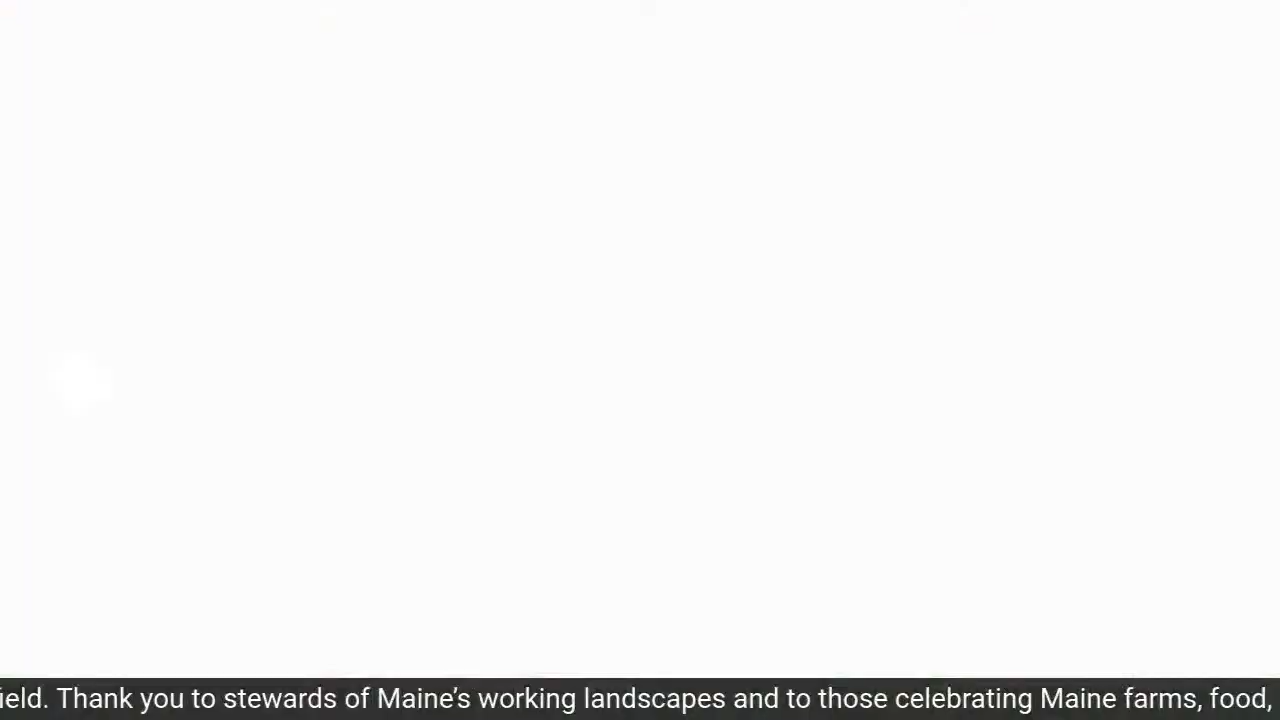 ield. Thank you to stewards of Maine’s working landscapes and to those celebrating Maine farms, food,